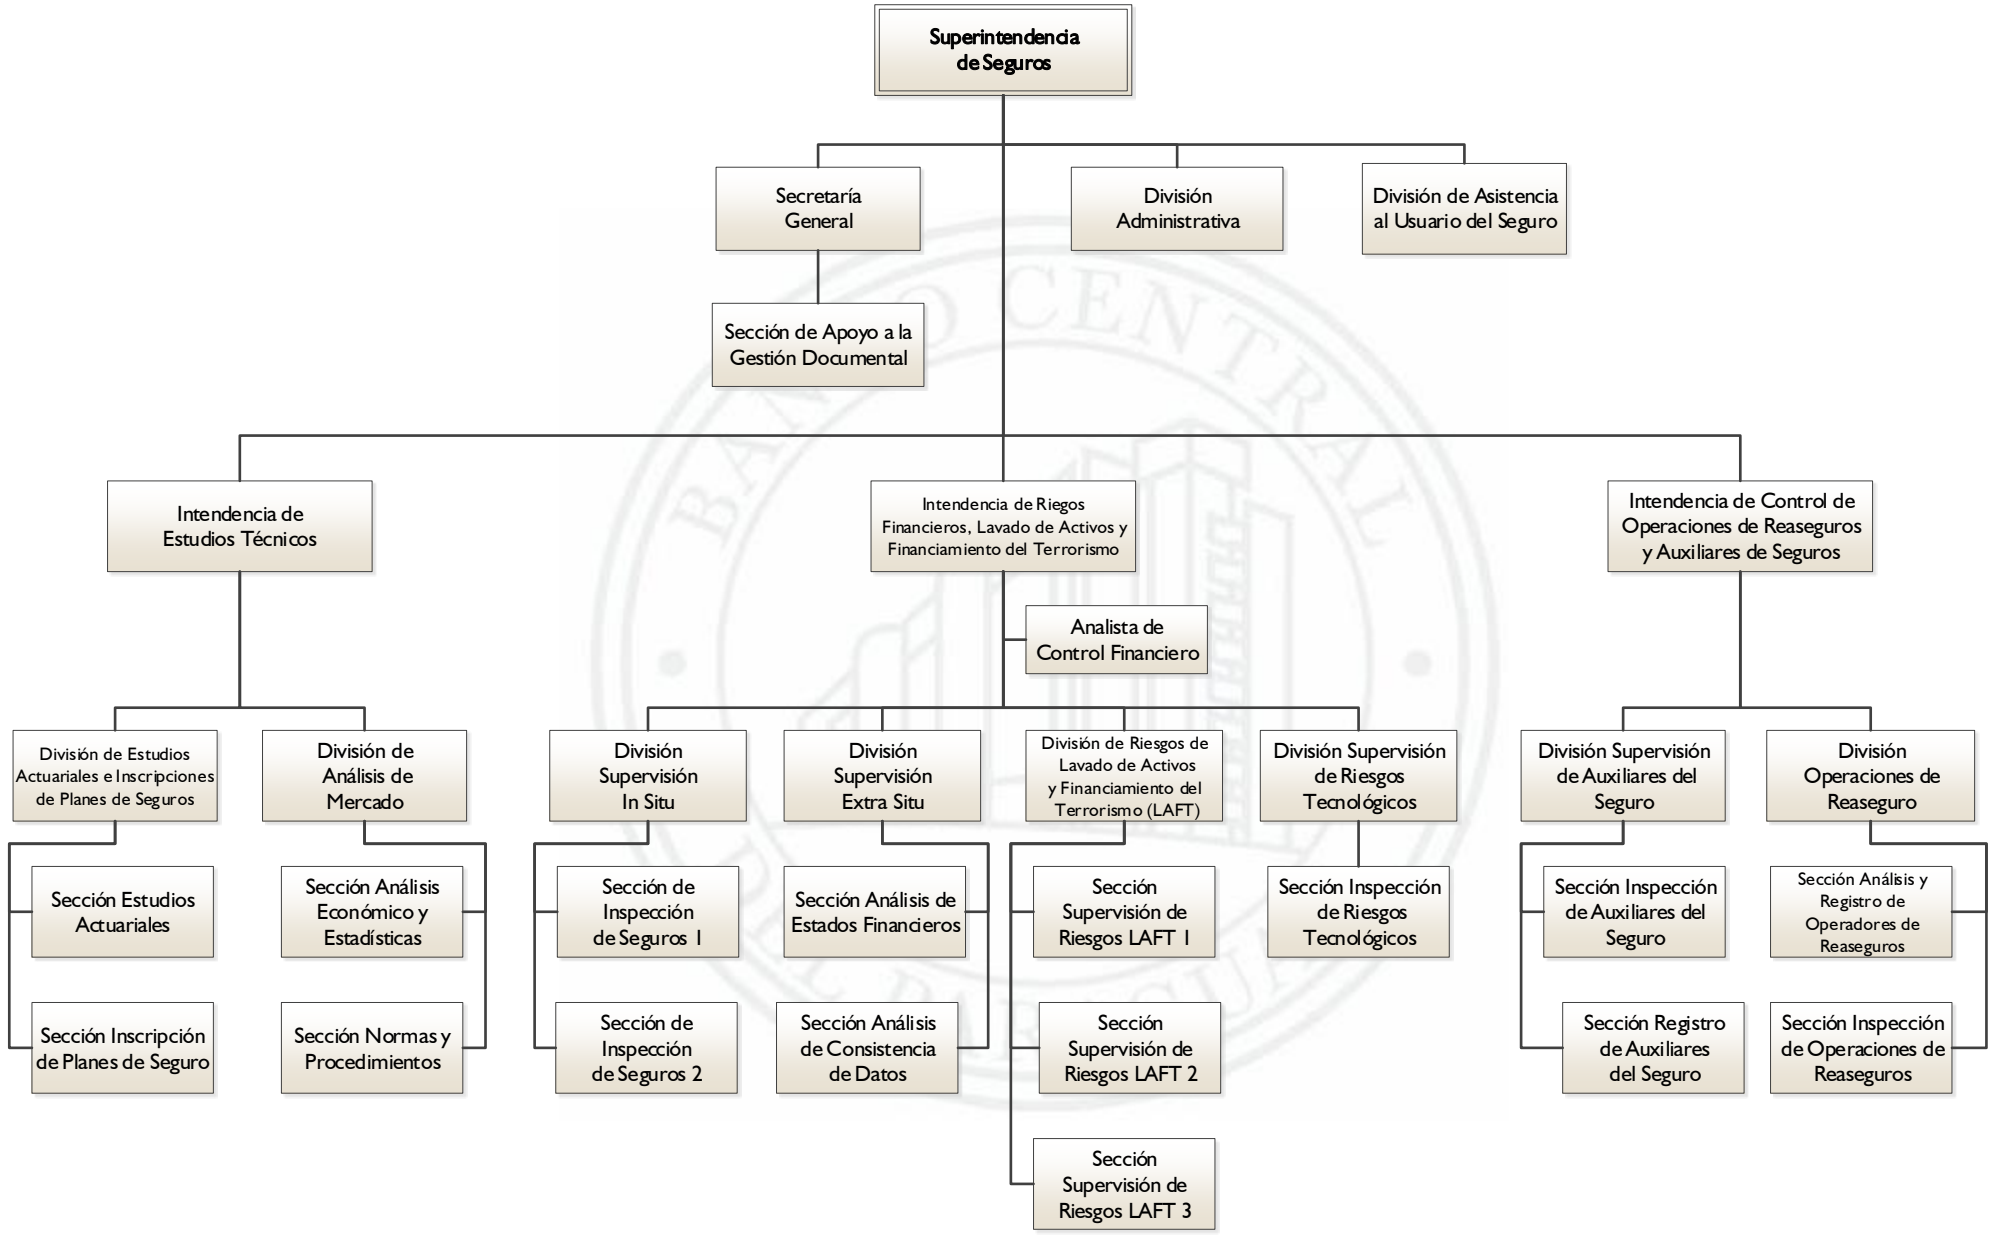 Superintendencia
de Seguros
Secretaría
General
División
Administrativa
División de Asistencia
al Usuario del Seguro
Sección de Apoyo a la
Gestión Documental
Intendencia de
Estudios Técnicos
Intendencia de Riegos
Financieros, Lavado de Activos y
Financiamiento del Terrorismo
Intendencia de Control de
Operaciones de Reaseguros
y Auxiliares de Seguros
Analista de
Control Financiero
División de Estudios
Actuariales e Inscripciones
de Planes de Seguros
División de
Análisis de
Mercado
División
Supervisión
In Situ
División
Supervisión
Extra Situ
División de Riesgos de
Lavado de Activos
y Financiamiento del
Terrorismo (LAFT)
División Supervisión
de Riesgos
Tecnológicos
División Supervisión
de Auxiliares del
Seguro
División
Operaciones de
Reaseguro
Sección Estudios
Actuariales
Sección Análisis
Económico y
Estadísticas
Sección de
Inspección
de Seguros 1
Sección Análisis de
Estados Financieros
Sección
Supervisión de
Riesgos LAFT 1
Sección Inspección
de Riesgos
Tecnológicos
Sección Inspección
de Auxiliares del
Seguro
Sección Análisis y
Registro de
Operadores de
Reaseguros
Sección Inscripción
de Planes de Seguro
Sección Normas y
Procedimientos
Sección de
Inspección
de Seguros 2
Sección Análisis
de Consistencia
de Datos
Sección
Supervisión de
Riesgos LAFT 2
Sección Registro
de Auxiliares
del Seguro
Sección Inspección
de Operaciones de
Reaseguros
Sección
Supervisión de
Riesgos LAFT 3
BANCO CENTRAL
DEL PARAGUAY